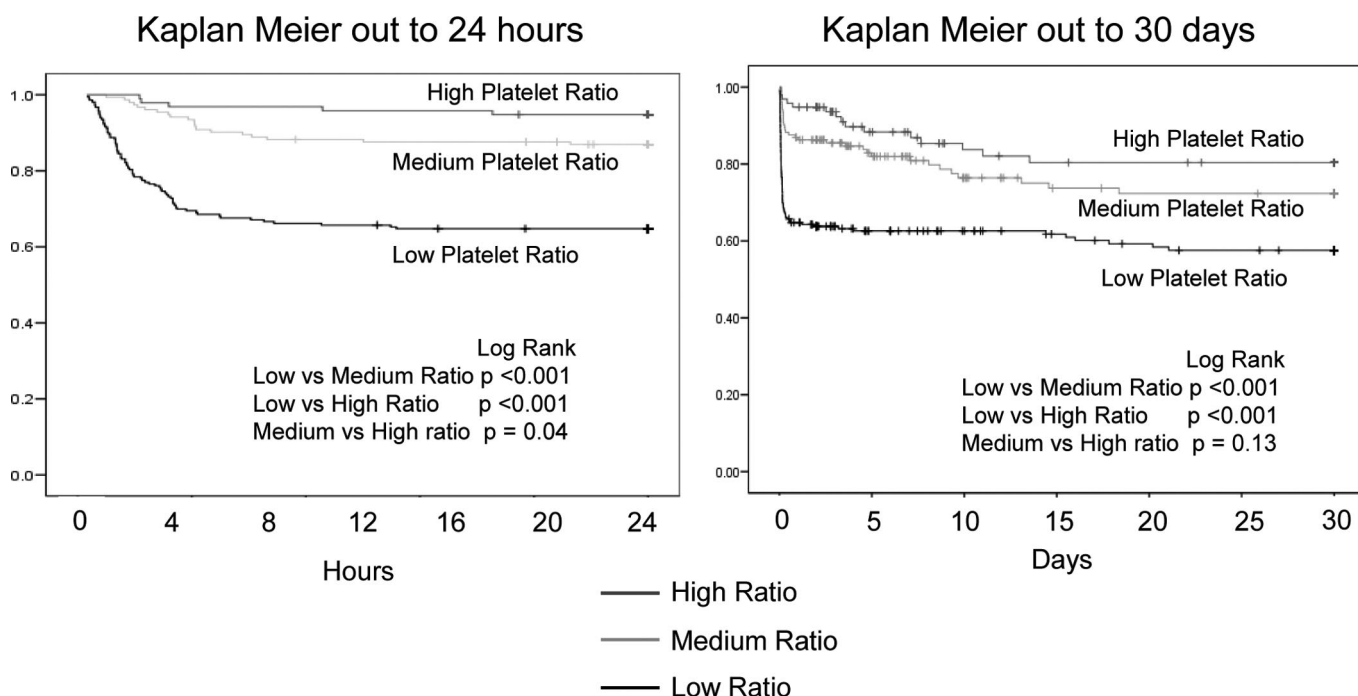 Kaplan Meier out to 24 hours
1.0
0.8
0.6
0.4
0.2
0.0
High Platelet Ratio
Medium Platelet Ratio
Low Platelet Ratio
Log Rank
Low vs Medium Ratio p <0.001
Low vs High Ratio p <0.001
Medium vs High ratio p = 0.04
0 4 8 12 16 20 24
Hours
Kaplan Meier out to 30 days
1.00
0.80
0.60
0.40
0.20
0.00
High Platelet Ratio
Medium Platelet Ratio
Low Platelet Ratio
Log Rank
Low vs Medium Ratio p <0.001
Low vs High Ratio p <0.001
Medium vs High ratio p = 0.13
0 5 10 15 20 25 30
Days
High Ratio
Medium Ratio
Low Ratio